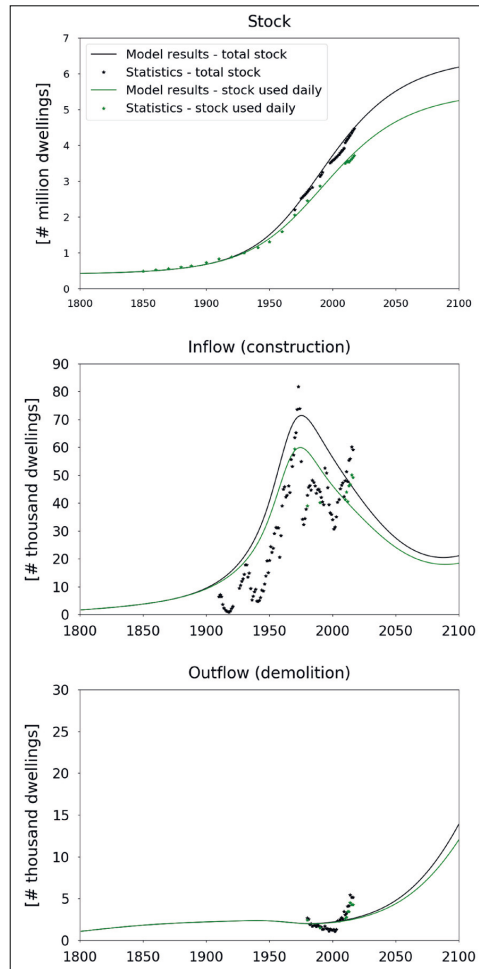 Stock
[# million dwellings]
7
6
5
4
3
2
1
0
Model results - total stock
Statistics - total stock
Model results - stock used daily
Statistics - stock used daily
1800 1850 1900 1950 2000 2050 2100
Inflow (construction)
[# thousand dwellings]
90
80
70
60
50
40
30
20
10
0
1800 1850 1900 1950 2000 2050 2100
Outflow (demolition)
[# thousand dwellings]
30
25
20
15
10
5
0
1800 1850 1900 1950 2000 2050 2100